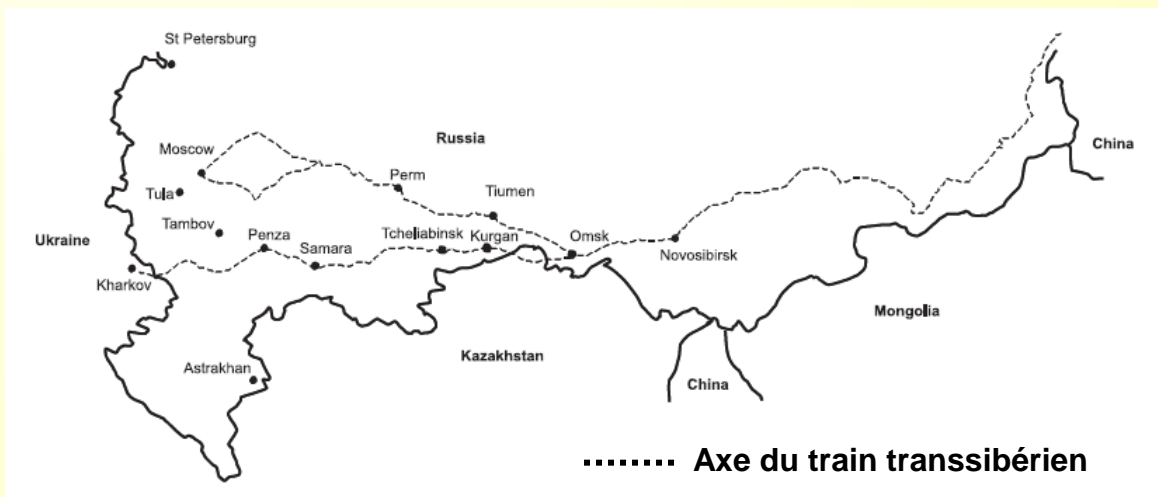 St Petersburg
Russia
China
Moscow
Perm
Tula
Tiumen
Tambov
Ukraine
Penza
Tcheliabinsk
Kurgan
Omsk
Samara
Novosibirsk
Kharkov
Mongolia
Kazakhstan
Astrakhan
China
Axe du train transsibérien